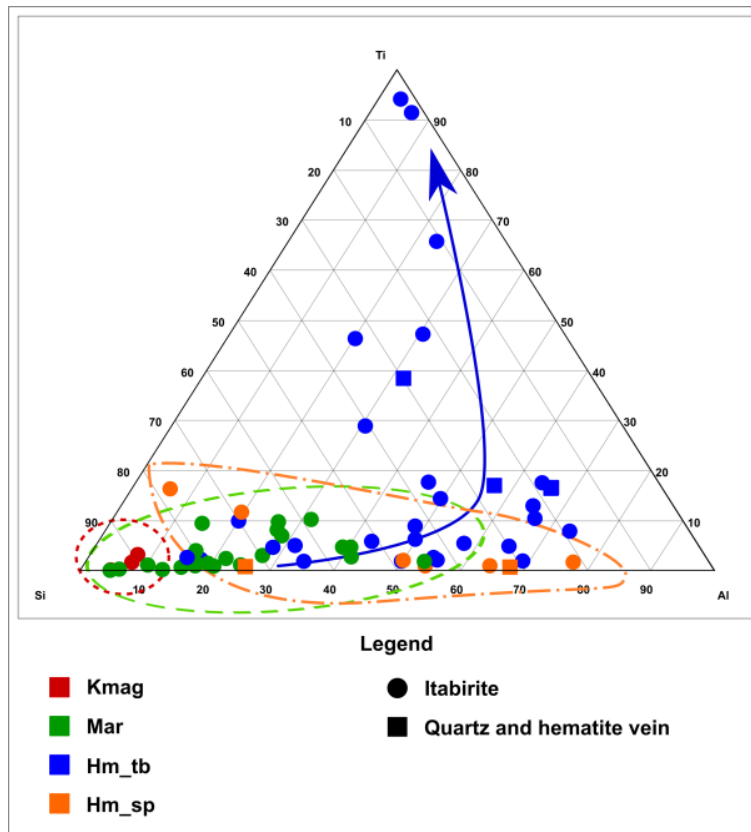 Ti
10 90
20 80
30 70
40 60
50 50
60 40
70 30
80 20
90 10
Si 10 20 30 40 50 60 70 80 90 Al
Legend
Kmag
Itabirite
Mar
Quartz and hematite vein
Hm_tb
Hm_sp